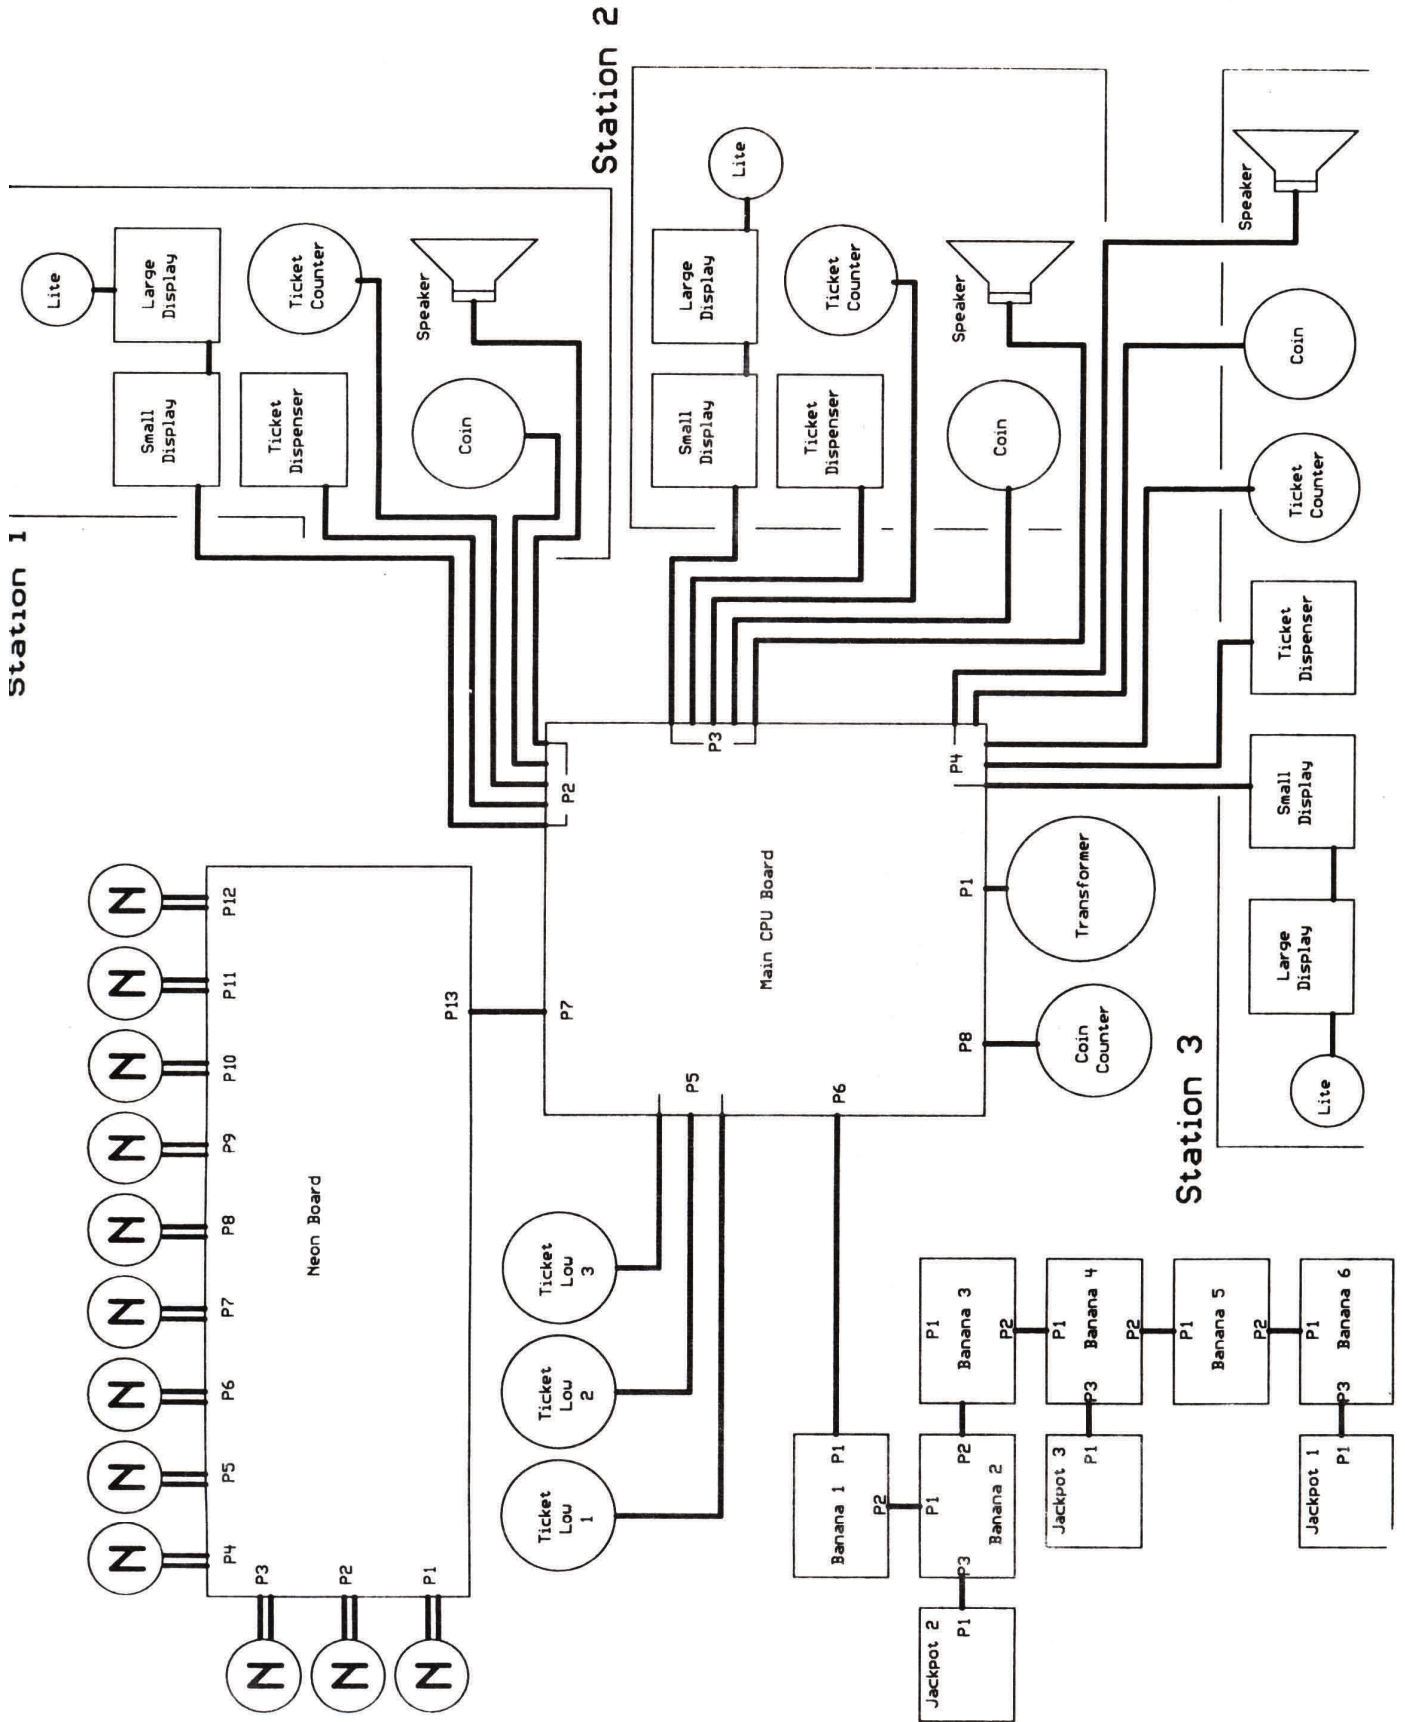 Station 1
Lite
Large
Display
Small
Display
Ticket
Counter
Ticket
Dispenser
Speaker
Coin
Station 2
Lite
Large
Display
Small
Display
Ticket
Counter
Ticket
Dispenser
Speaker
Coin
Station 3
Speaker
Coin
Ticket
Counter
Ticket
Dispenser
Small
Display
Large
Display
Lite
Main CPU Board
P2
P3
P4
P1
P8
P6
P5
P7
Transformer
Coin
Counter
Neon Board
P13
P12
P11
P10
P9
P8
P7
P6
P5
P4
P3
P2
P1
N
N
N
N
N
N
N
N
N
N
N
N
Ticket
Low
3
Ticket
Low
2
Ticket
Low
1
Banana 1
P1
P2
Banana 2
P1
P2
P3
Jackpot 2
P1
Banana 3
P1
P2
Banana 4
P1
P2
P3
Jackpot 3
P1
Banana 5
P1
P2
Banana 6
P1
P3
Jackpot 1
P1